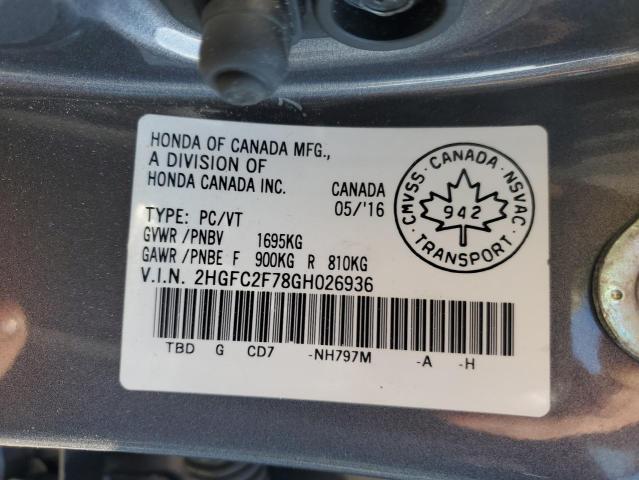 HONDA OF CANADA MFG.,
A DIVISION OF
HONDA CANADA INC. CANADA
05/'16
TYPE: PC/VT
GVWR /PNBV 1695KG
GAWR /PNBE F 900KG R 810KG
V.I.N. 2HGFC2F78GH026936
TBD G CD7 -NH797M -A -H
CMVSS · CANADA · NSVAC
942
· TRANSPORT ·